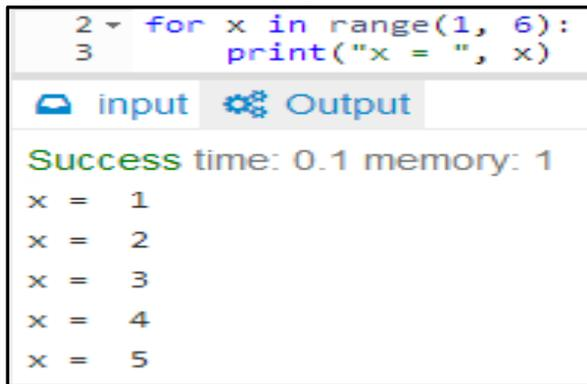 2 for x in range(1, 6):
3 print("x = ", x)
input Output
Success time: 0.1 memory: 1
x =  1
x =  2
x =  3
x =  4
x =  5